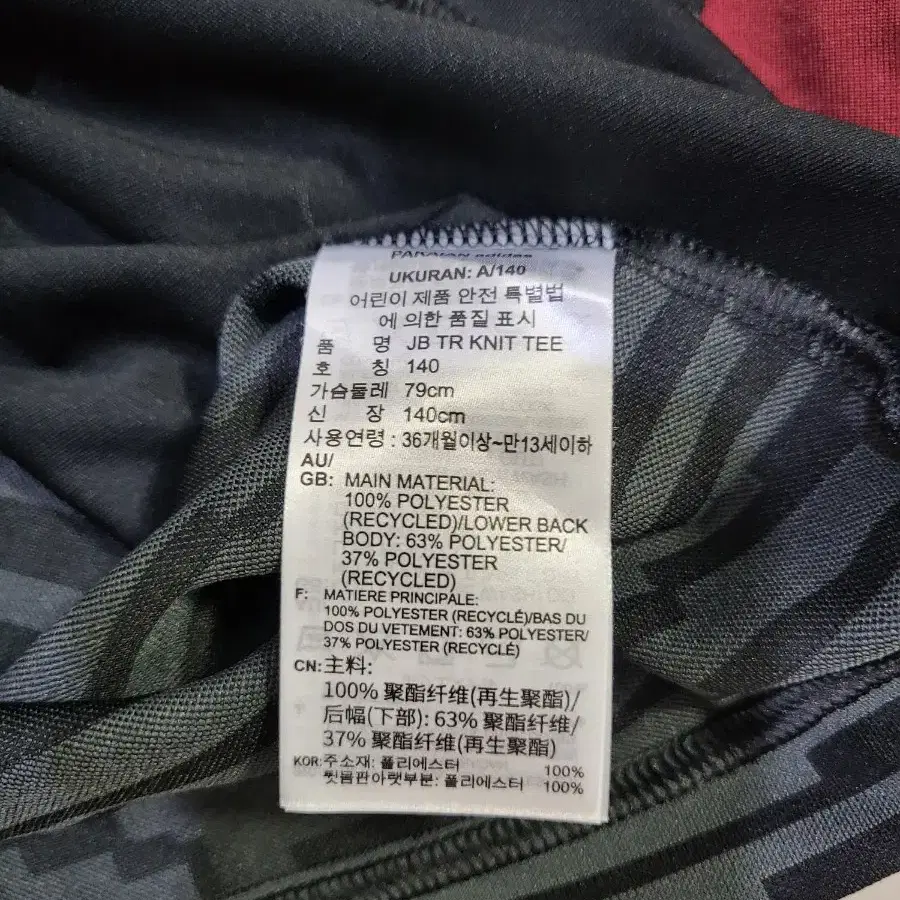 PAKAIAN adidas
UKURAN: A/140
어린이 제품 안전 특별법
에 의한 품질 표시
품 명 JB TR KNIT TEE
호 칭 140
가슴둘레 79cm
신 장 140cm
사용연령 : 36개월이상~만13세이하
AU/
GB: MAIN MATERIAL:
100% POLYESTER
(RECYCLED)/LOWER BACK
BODY: 63% POLYESTER/
37% POLYESTER
(RECYCLED)
F: MATIERE PRINCIPALE:
100% POLYESTER (RECYCLÉ)/BAS DU
DOS DU VETEMENT: 63% POLYESTER/
37% POLYESTER (RECYCLÉ)
CN: 主料:
100% 聚酯纤维(再生聚酯)/
后幅(下部): 63% 聚酯纤维/
37% 聚酯纤维(再生聚酯)
KOR: 주소재: 폴리에스터 100%
뒷몸판아랫부분: 폴리에스터 100%